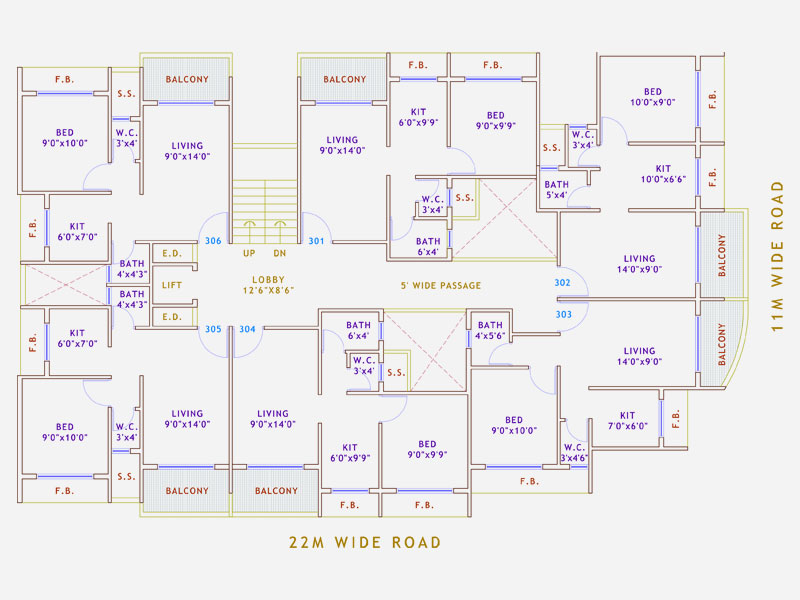 F.B.
S.S.
BALCONY
BED
9'0"x10'0"
W.C.
3'x4'
LIVING
9'0"x14'0"
F.B.
KIT
6'0"x7'0"
BATH
4'x4'3"
306
BALCONY
LIVING
9'0"x14'0"
F.B.
F.B.
KIT
6'0"x9'9"
BED
9'0"x9'9"
W.C.
3'x4'
S.S.
BATH
6'x4'
301
UP
DN
BED
10'0"x9'0"
F.B.
W.C.
3'x4'
S.S.
KIT
10'0"x6'6"
F.B.
BATH
5'x4'
LIVING
14'0"x9'0"
BALCONY
302
11M WIDE ROAD
E.D.
LIFT
E.D.
LOBBY
12'6"X8'6"
5' WIDE PASSAGE
BATH
4'x4'3"
305
F.B.
KIT
6'0"x7'0"
BED
9'0"x10'0"
W.C.
3'x4'
LIVING
9'0"x14'0"
S.S.
F.B.
BALCONY
304
LIVING
9'0"x14'0"
BALCONY
BATH
6'x4'
W.C.
3'x4'
S.S.
KIT
6'0"x9'9"
BED
9'0"x9'9"
F.B.
F.B.
303
BATH
4'x5'6"
LIVING
14'0"x9'0"
BALCONY
BED
9'0"x10'0"
KIT
7'0"x6'0"
F.B.
W.C.
3'x4'6"
F.B.
22M WIDE ROAD